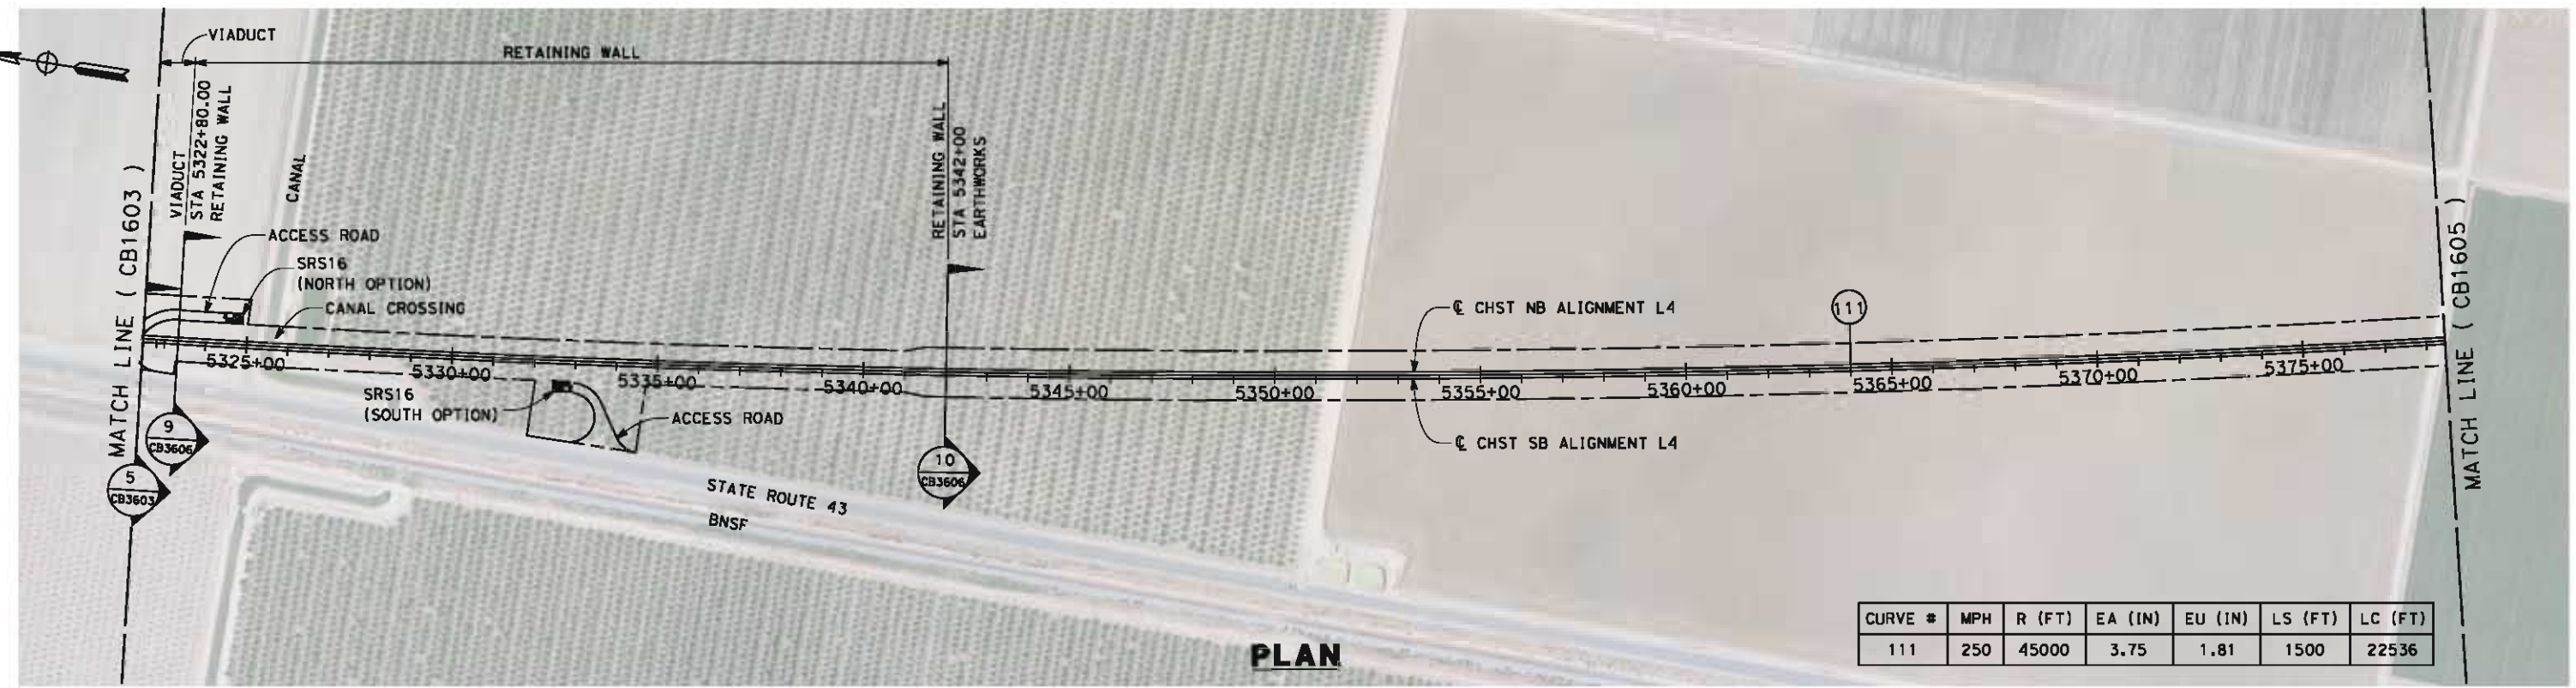 VIADUCT
RETAINING WALL
VIADUCT
STA 5322+80.00
RETAINING WALL
CANAL
RETAINING WALL
STA 5342+00
EARTHWORKS
MATCH LINE ( CB1603 )
MATCH LINE ( CB1605 )
ACCESS ROAD
SRS16
(NORTH OPTION)
CANAL CROSSING
℄ CHST NB ALIGNMENT L4
111
5325+00
5330+00
5335+00
5340+00
5345+00
5350+00
5355+00
5360+00
5365+00
5370+00
5375+00
SRS16
(SOUTH OPTION)
ACCESS ROAD
℄ CHST SB ALIGNMENT L4
9
CB3606
5
CB3603
10
CB3606
STATE ROUTE 43
BNSF
PLAN
CURVE # MPH R (FT) EA (IN) EU (IN) LS (FT) LC (FT)
111 250 45000 3.75 1.81 1500 22536